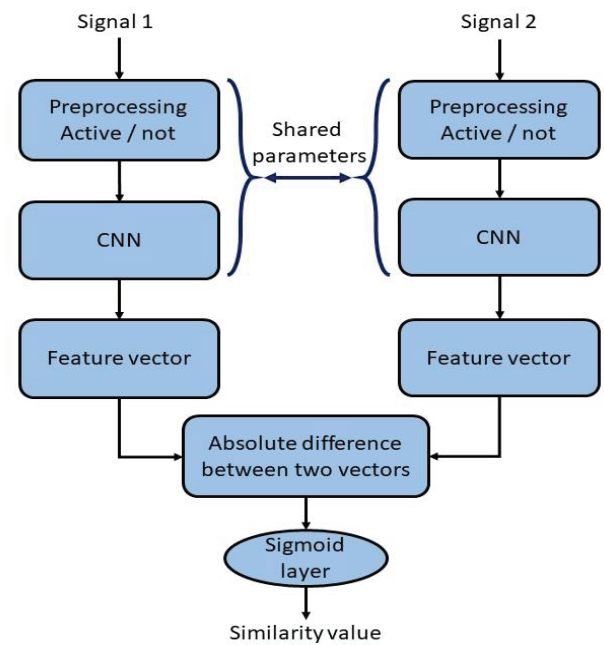 Signal 1
Signal 2
Preprocessing
Active / not
Preprocessing
Active / not
Shared
parameters
CNN
CNN
Feature vector
Feature vector
Absolute difference
between two vectors
Sigmoid
layer
Similarity value